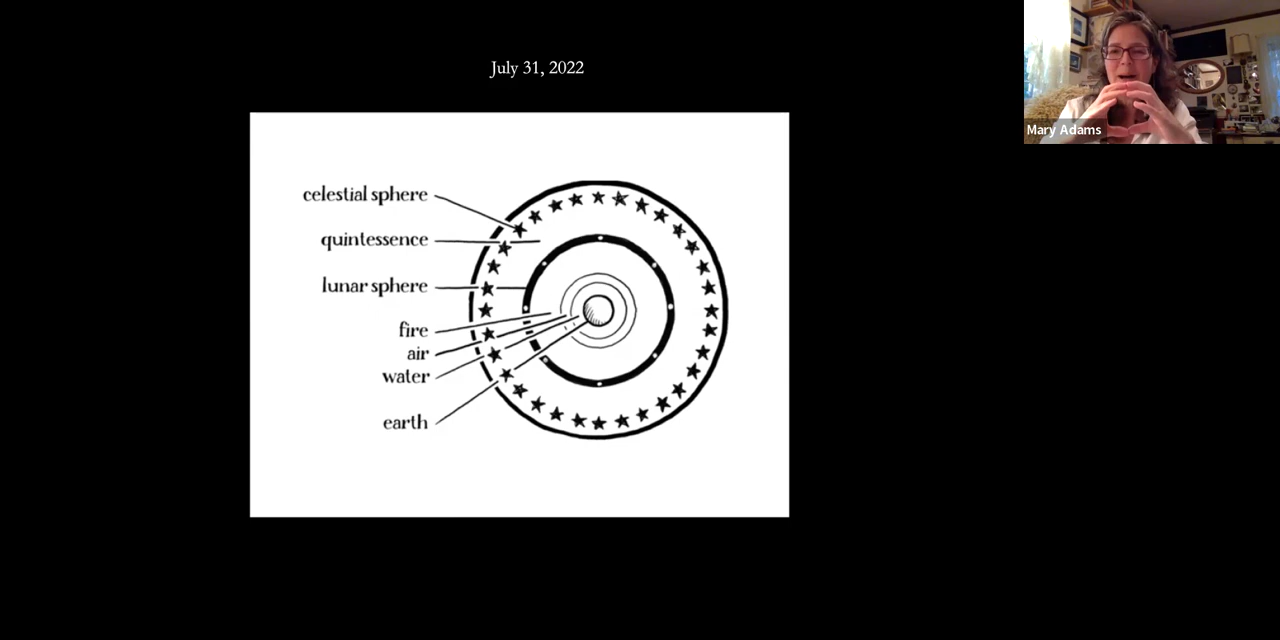 July 31, 2022
Mary Adams
celestial sphere
quintessence
lunar sphere
fire
air
water
earth